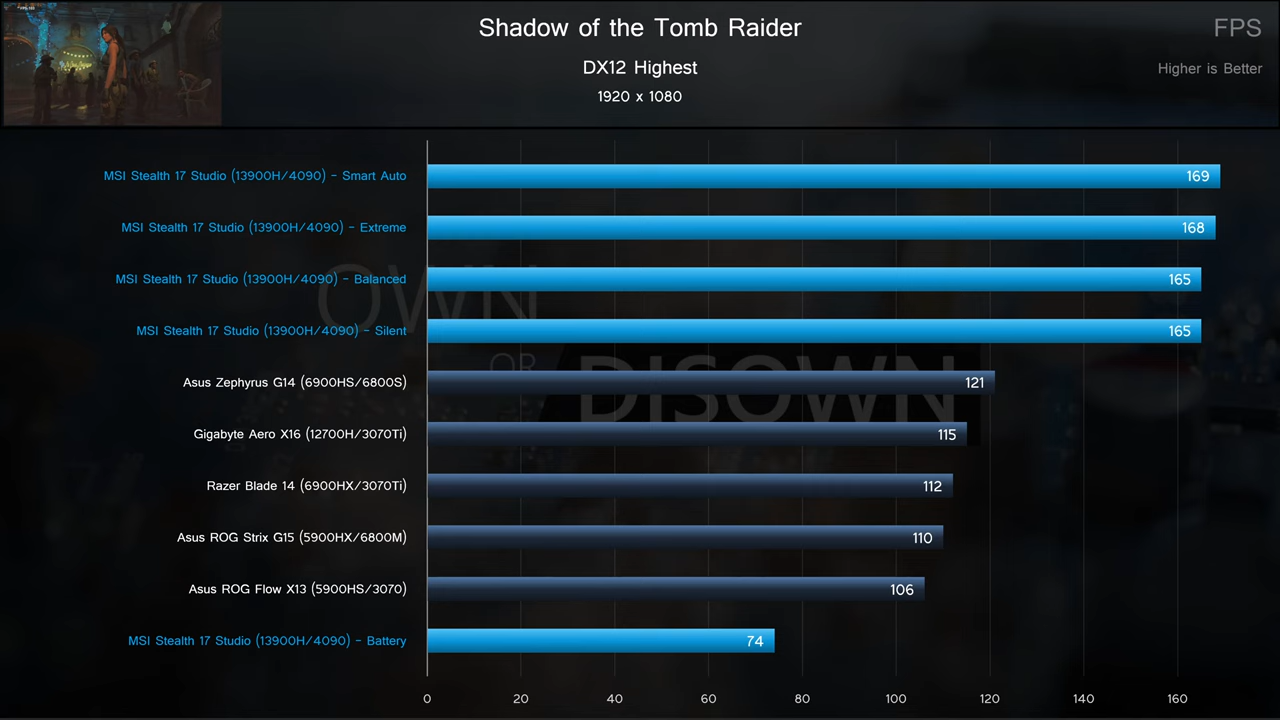 Shadow of the Tomb Raider
FPS
DX12 Highest
Higher is Better
1920 x 1080
MSI Stealth 17 Studio (13900H/4090) - Smart Auto 169
MSI Stealth 17 Studio (13900H/4090) - Extreme 168
MSI Stealth 17 Studio (13900H/4090) - Balanced 165
MSI Stealth 17 Studio (13900H/4090) - Silent 165
Asus Zephyrus G14 (6900HS/6800S) 121
Gigabyte Aero X16 (12700H/3070Ti) 115
Razer Blade 14 (6900HX/3070Ti) 112
Asus ROG Strix G15 (5900HX/6800M) 110
Asus ROG Flow X13 (5900HS/3070) 106
MSI Stealth 17 Studio (13900H/4090) - Battery 74
0 20 40 60 80 100 120 140 160
OWN
OR
DISOWN